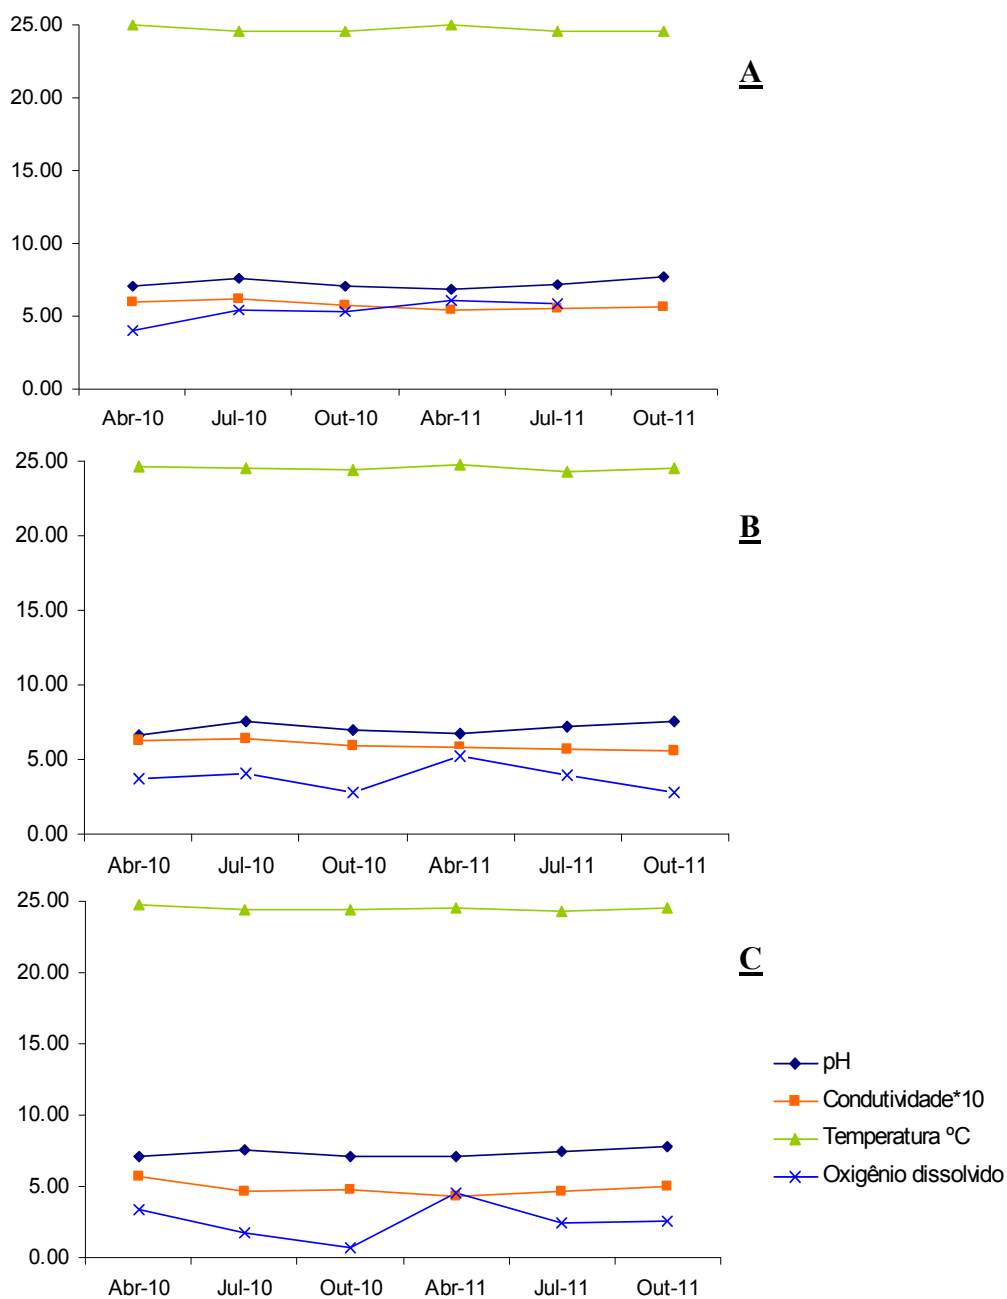 25.00
20.00
15.00
10.00
5.00
0.00
Abr-10 Jul-10 Out-10 Abr-11 Jul-11 Out-11
A
25.00
20.00
15.00
10.00
5.00
0.00
Abr-10 Jul-10 Out-10 Abr-11 Jul-11 Out-11
B
25.00
20.00
15.00
10.00
5.00
0.00
Abr-10 Jul-10 Out-10 Abr-11 Jul-11 Out-11
C
pH
Condutividade*10
Temperatura ºC
Oxigênio dissolvido